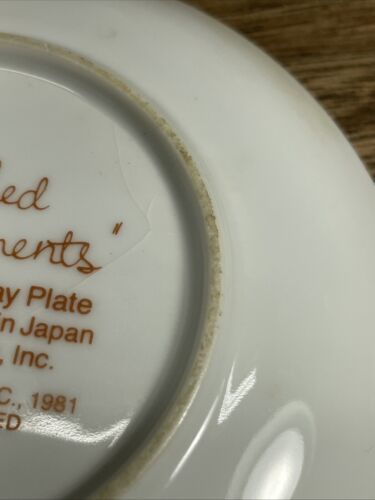 ed
ments"
ay Plate
in Japan
, Inc.
C., 1981
ED